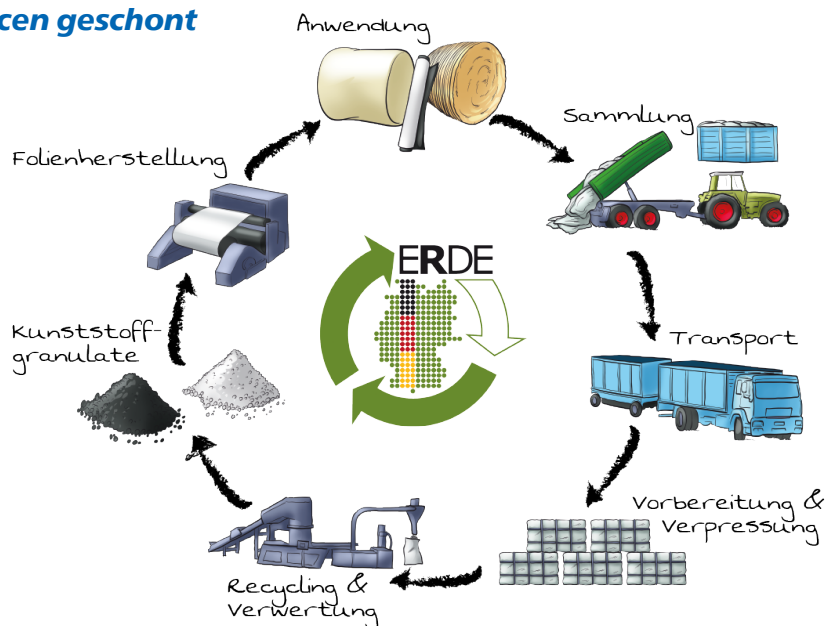 cen geschont
Anwendung
Sammlung
Folienherstellung
ERDE
Kunststoff-
granulate
Transport
Vorbereitung &
Verpressung
Recycling &
Verwertung